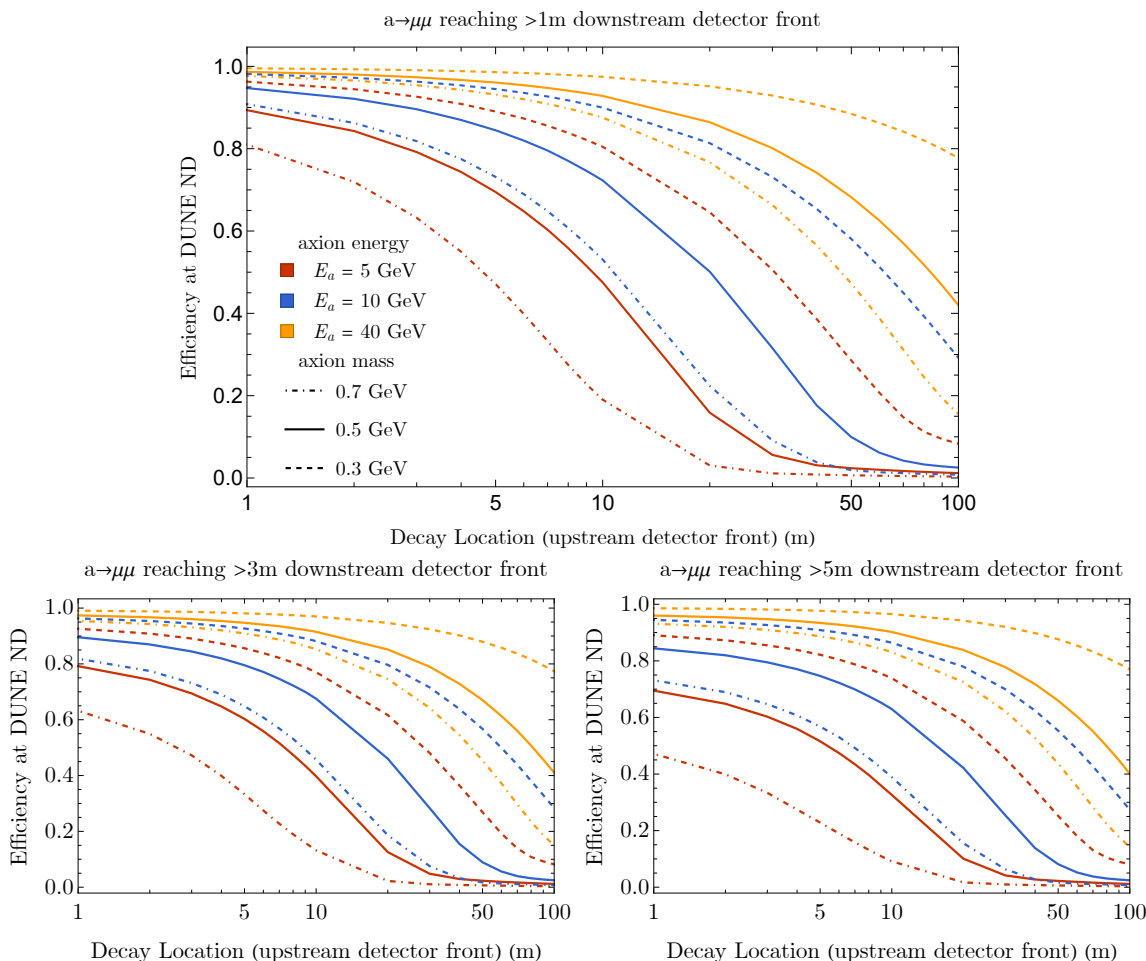 a→μμ reaching >1m downstream detector front
1.0
0.8
0.6
0.4
0.2
0.0
Efficiency at DUNE ND
axion energy
E_a = 5 GeV
E_a = 10 GeV
E_a = 40 GeV
axion mass
0.7 GeV
0.5 GeV
0.3 GeV
1 5 10 50 100
Decay Location (upstream detector front) (m)
a→μμ reaching >3m downstream detector front
1.0
0.8
0.6
0.4
0.2
0.0
Efficiency at DUNE ND
1 5 10 50 100
Decay Location (upstream detector front) (m)
a→μμ reaching >5m downstream detector front
1.0
0.8
0.6
0.4
0.2
0.0
Efficiency at DUNE ND
1 5 10 50 100
Decay Location (upstream detector front) (m)